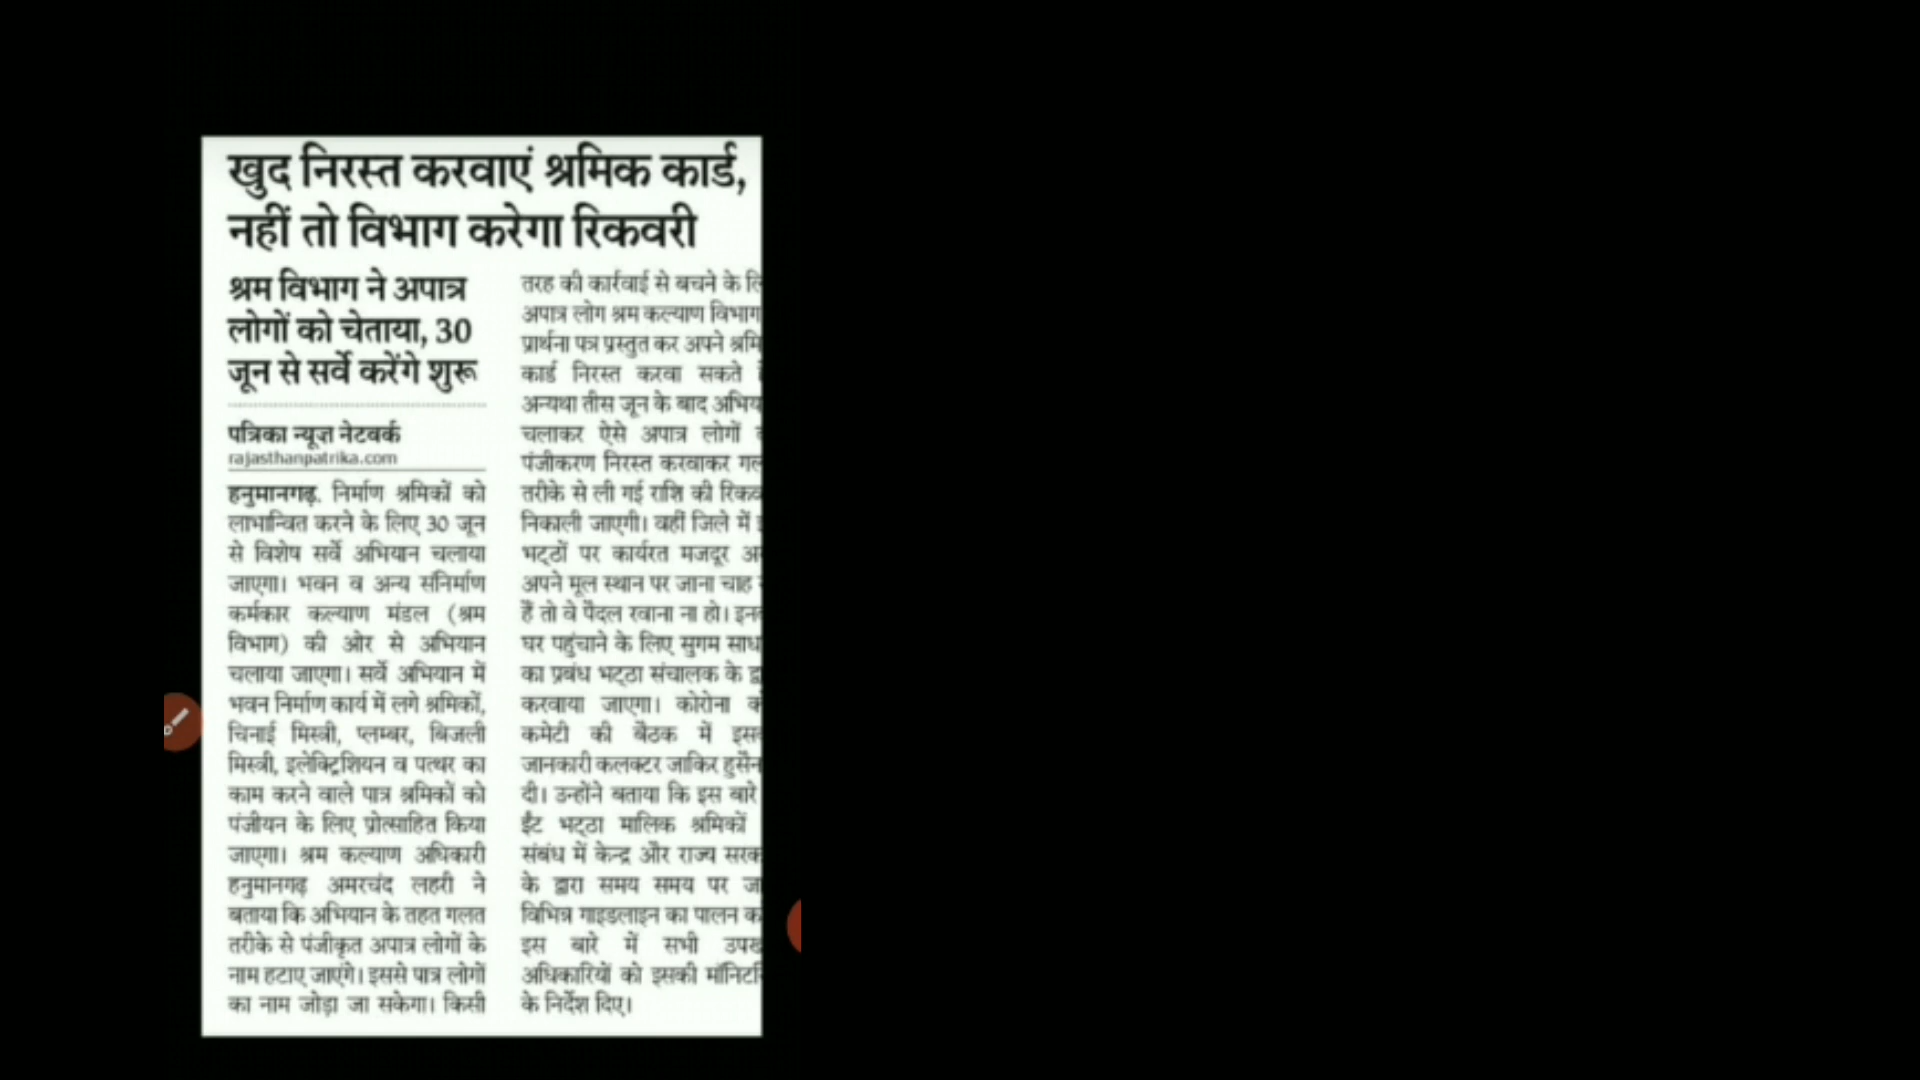 खुद निरस्त करवाएं श्रमिक कार्ड,
नहीं तो विभाग करेगा रिकवरी
श्रम विभाग ने अपात्र
लोगों को चेताया, 30
जून से सर्वे करेंगे शुरू
पत्रिका न्यूज़ नेटवर्क
rajasthanpatrika.com
हनुमानगढ़. निर्माण श्रमिकों को
लाभान्वित करने के लिए 30 जून
से विशेष सर्वे अभियान चलाया
जाएगा। भवन व अन्य संनिर्माण
कर्मकार कल्याण मंडल (श्रम
विभाग) की ओर से अभियान
चलाया जाएगा। सर्वे अभियान में
भवन निर्माण कार्य में लगे श्रमिकों,
चिनाई मिस्त्री, प्लम्बर, बिजली
मिस्त्री, इलेक्ट्रिशियन व पत्थर का
काम करने वाले पात्र श्रमिकों को
पंजीयन के लिए प्रोत्साहित किया
जाएगा। श्रम कल्याण अधिकारी
हनुमानगढ़ अमरचंद लहरी ने
बताया कि अभियान के तहत गलत
तरीके से पंजीकृत अपात्र लोगों के
नाम हटाए जाएंगे। इससे पात्र लोगों
का नाम जोड़ा जा सकेगा। किसी
तरह की कार्रवाई से बचने के
अपात्र लोग श्रम कल्याण विभाग
प्रार्थना पत्र प्रस्तुत कर अपने
कार्ड निरस्त करवा सकते
अन्यथा तीस जून के बाद
चलाकर ऐसे अपात्र लोगों
पंजीकरण निरस्त करवाकर
तरीके से ली गई राशि की
निकाली जाएगी। वहीं जिले में
भट्ठों पर कार्यरत मजदूर
अपने मूल स्थान पर जाना चाह
हैं तो वे पैदल रवाना ना हो।
घर पहुंचाने के लिए सुगम
का प्रबंध भट्ठा संचालक के
करवाया जाएगा। कोरोना
कमेटी की बैठक में
जानकारी कलक्टर जाकिर हुसैन
दी। उन्होंने बताया कि इस बारे
ईंट भट्ठा मालिक श्रमिकों
संबंध में केन्द्र और राज्य
के द्वारा समय समय पर
विभिन्न गाइडलाइन का पालन
इस बारे में सभी
अधिकारियों को इसकी
के निर्देश दिए।